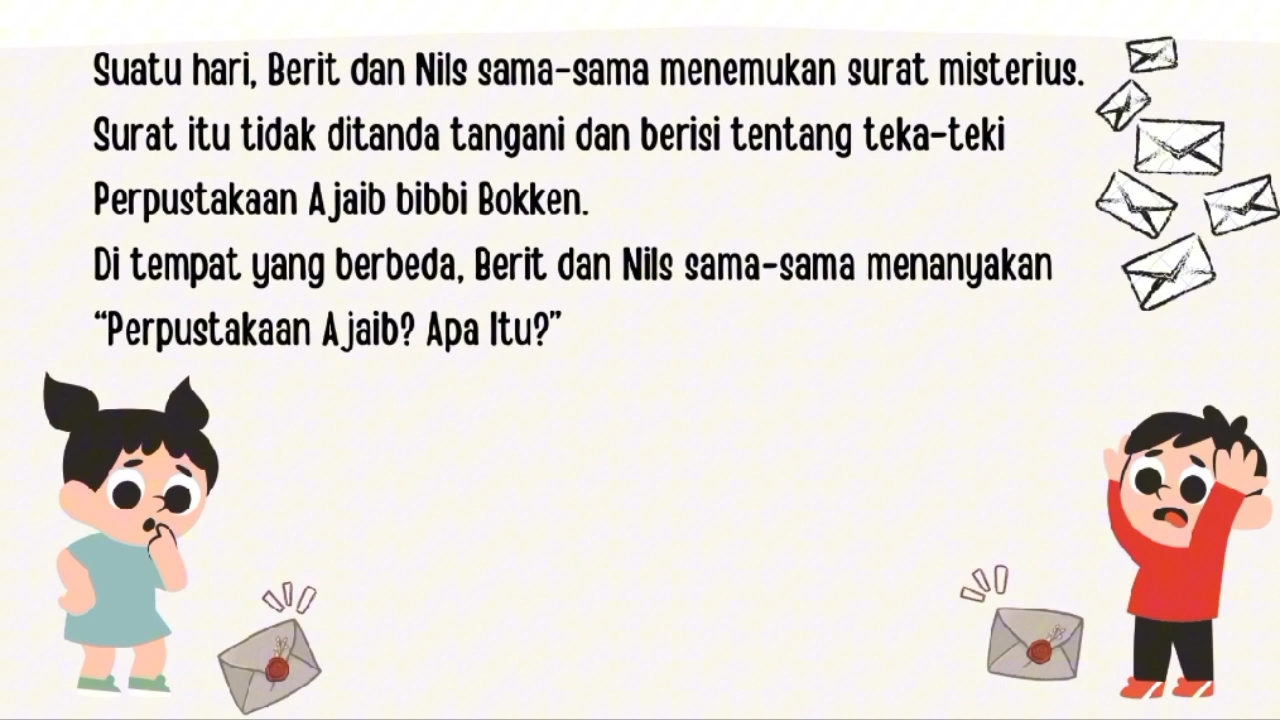 Suatu hari, Berit dan Nils sama-sama menemukan surat misterius.
Surat itu tidak ditanda tangani dan berisi tentang teka-teki
Perpustakaan Ajaib bibbi Bokken.
Di tempat yang berbeda, Berit dan Nils sama-sama menanyakan
“Perpustakaan Ajaib? Apa Itu?”